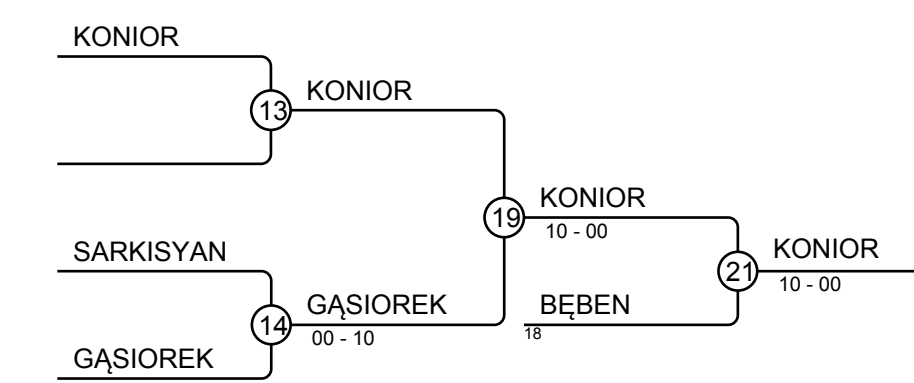 KONIOR
13
KONIOR
19
KONIOR
10 - 00
21
KONIOR
10 - 00
SARKISYAN
14
GĄSIOREK
00 - 10
BĘBEN
18
GĄSIOREK